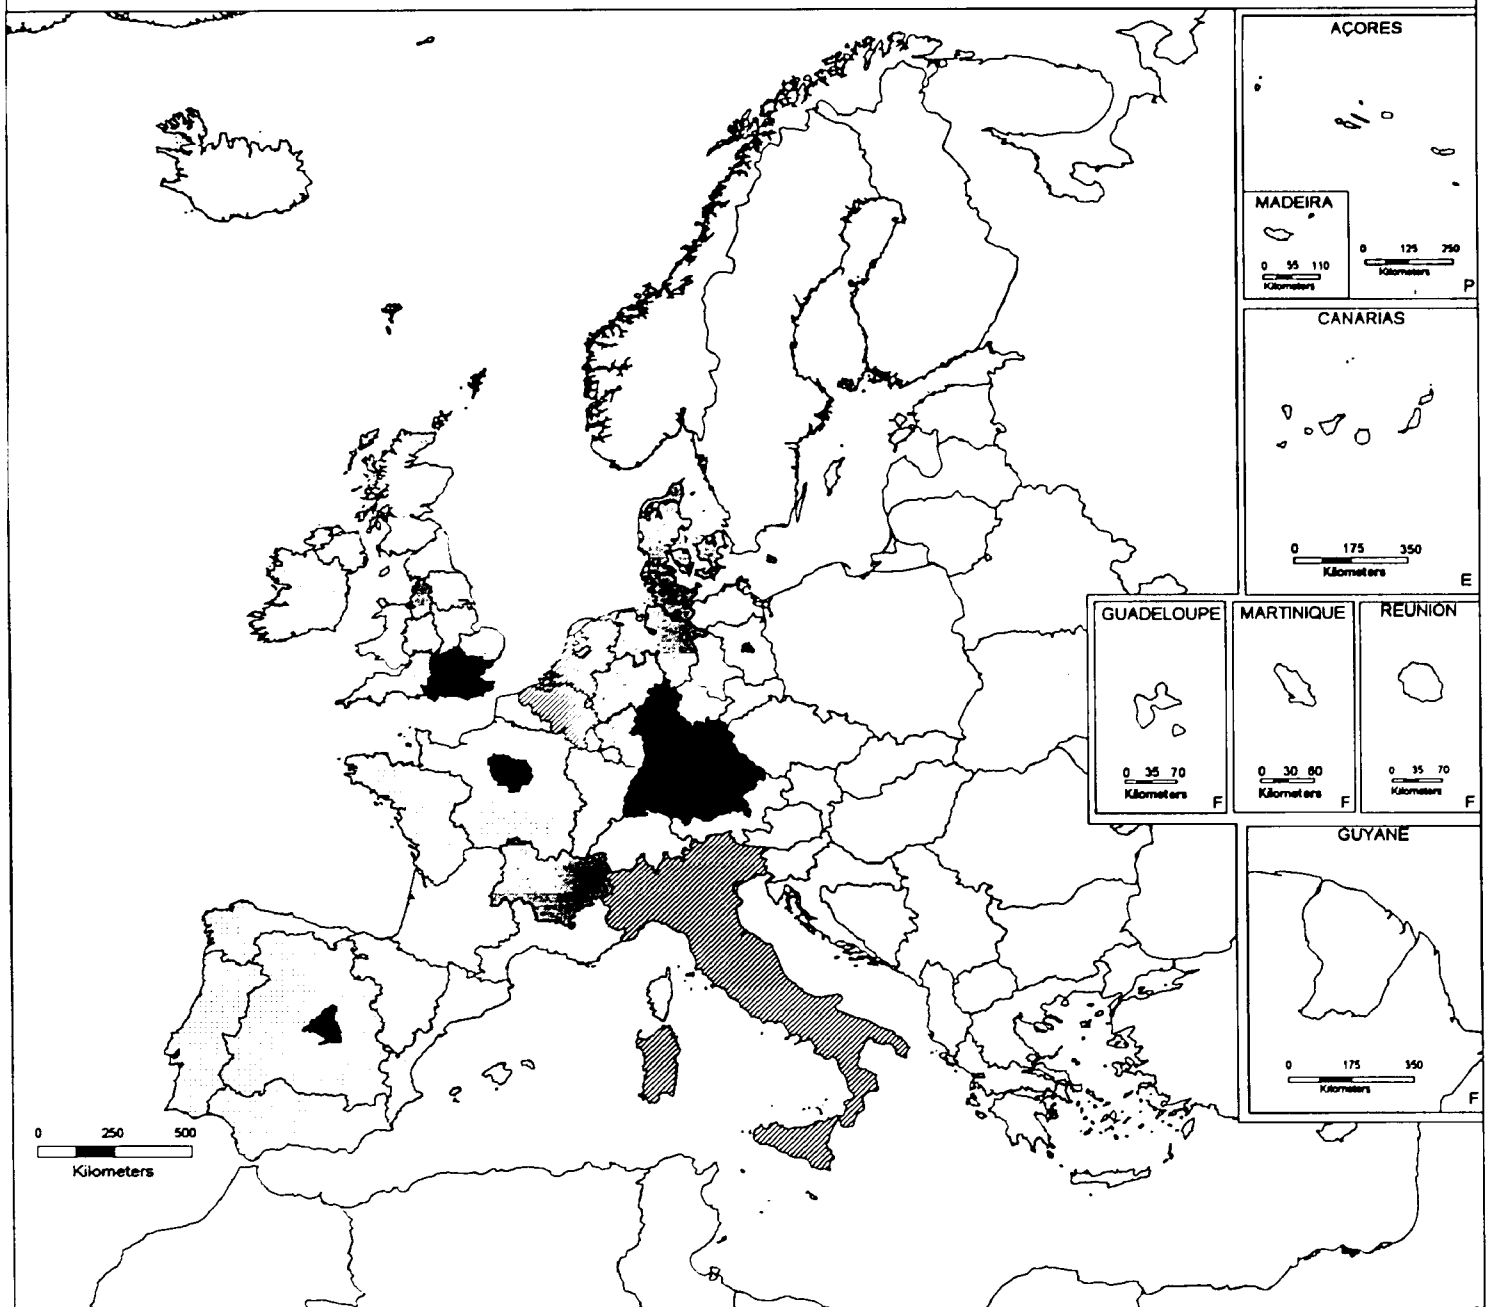 AÇORES
MADEIRA
0 55 110
Kilometers
0 125 250
Kilometers
P
CANARIAS
0 175 350
Kilometers
E
GUADELOUPE
0 35 70
Kilometers
F
MARTINIQUE
0 30 60
Kilometers
F
REUNION
0 35 70
Kilometers
F
GUYANE
0 175 350
Kilometers
F
0 250 500
Kilometers